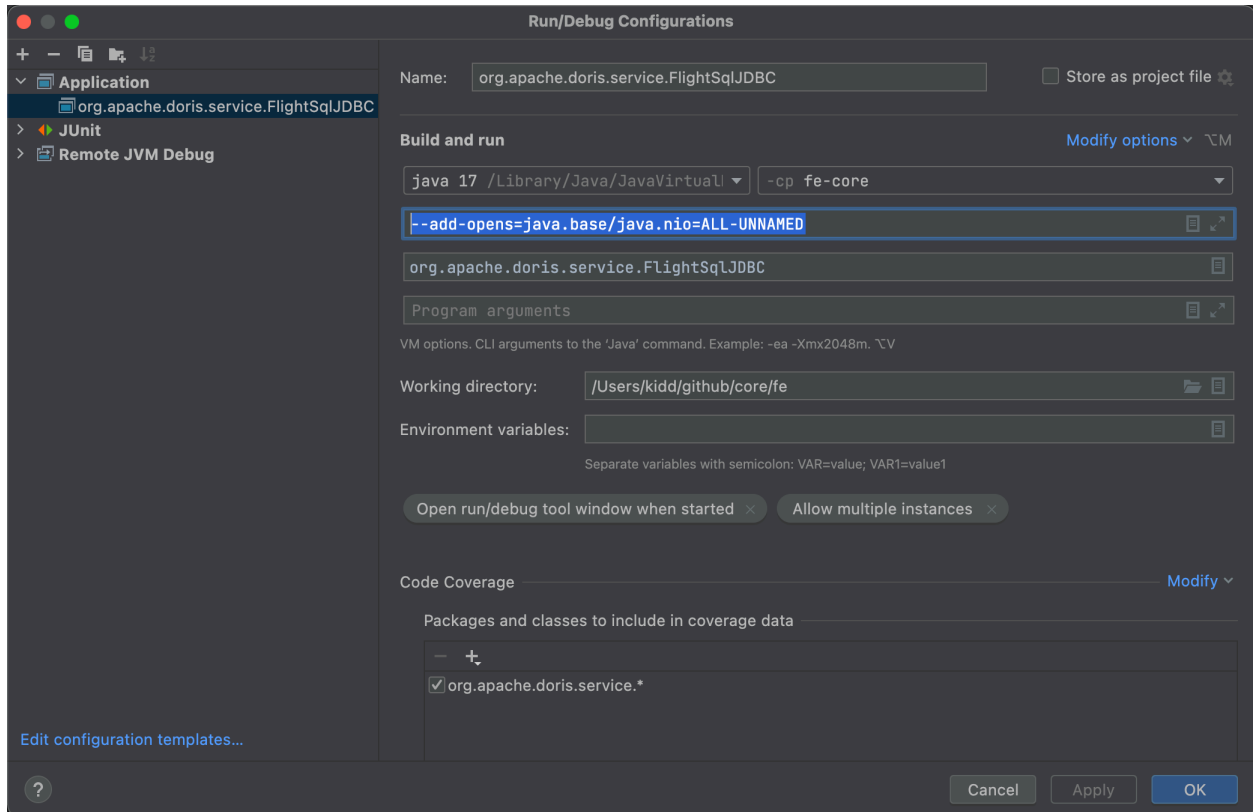 Run/Debug Configurations
Application
org.apache.doris.service.FlightSqlJDBC
JUnit
Remote JVM Debug
Edit configuration templates...
Name: org.apache.doris.service.FlightSqlJDBC Store as project file
Build and run Modify options ⌥M
java 17 /Library/Java/JavaVirtual -cp fe-core
--add-opens=java.base/java.nio=ALL-UNNAMED
org.apache.doris.service.FlightSqlJDBC
Program arguments
VM options. CLI arguments to the ‘Java’ command. Example: -ea -Xmx2048m. ⌥V
Working directory: /Users/kidd/github/core/fe
Environment variables:
Separate variables with semicolon: VAR=value; VAR1=value1
Open run/debug tool window when started × Allow multiple instances ×
Code Coverage Modify
Packages and classes to include in coverage data
org.apache.doris.service.*
? Cancel Apply OK